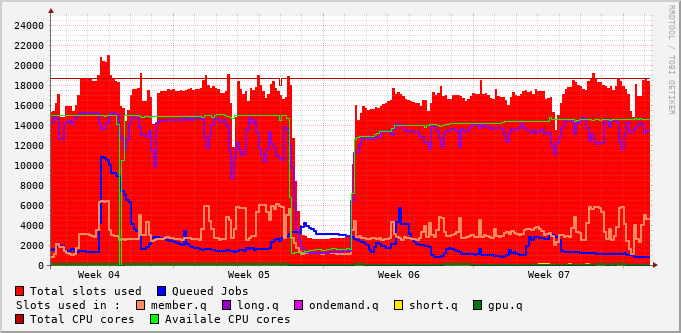 24000
22000
20000
18000
16000
14000
12000
10000
8000
6000
4000
2000
0
Week 04 Week 05 Week 06 Week 07
Total slots used Queued Jobs
Slots used in : member.q long.q ondemand.q short.q gpu.q
Total CPU cores Availale CPU cores
RRDTOOL / TOBI OETIKER